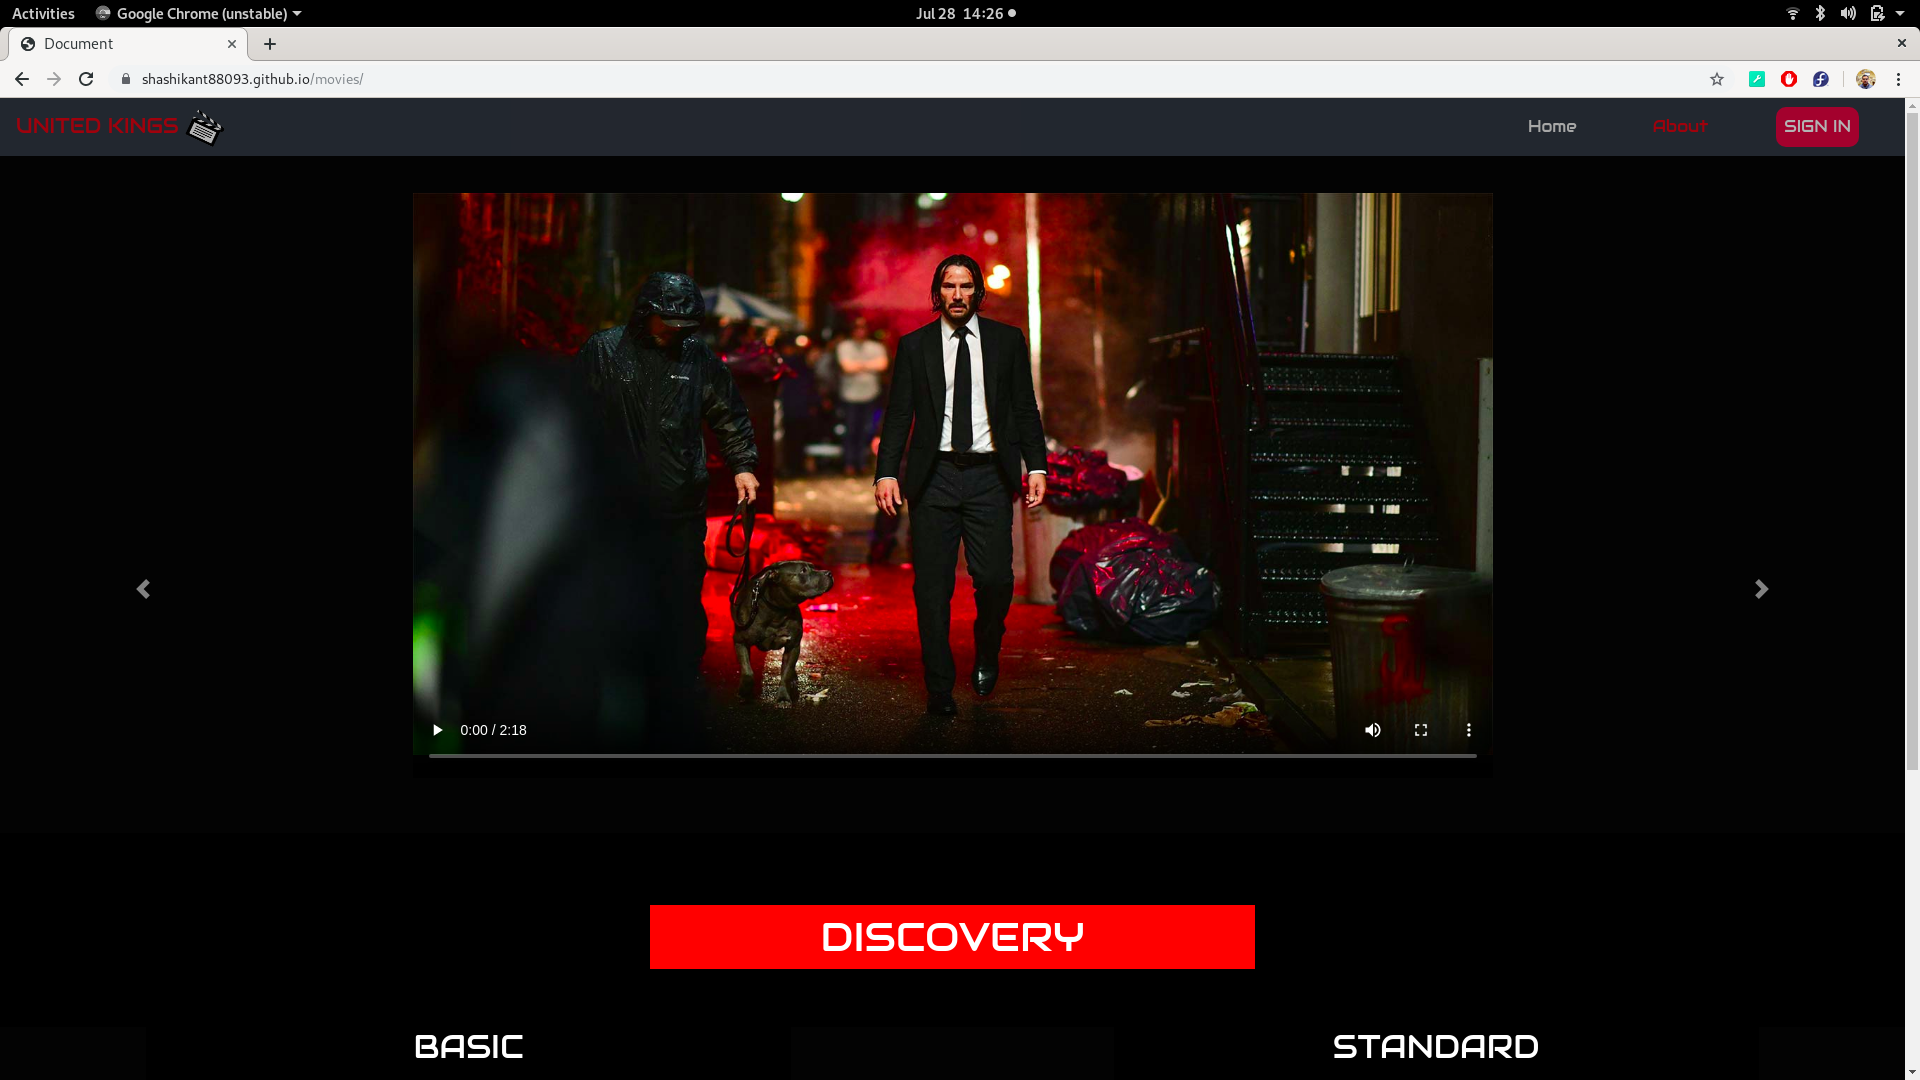 Activities Google Chrome (unstable) Jul 28 14:26
Document
shashikant88093.github.io/movies/
UNITED KINGS Home About SIGN IN
Columbia
0:00 / 2:18
DISCOVERY
BASIC STANDARD